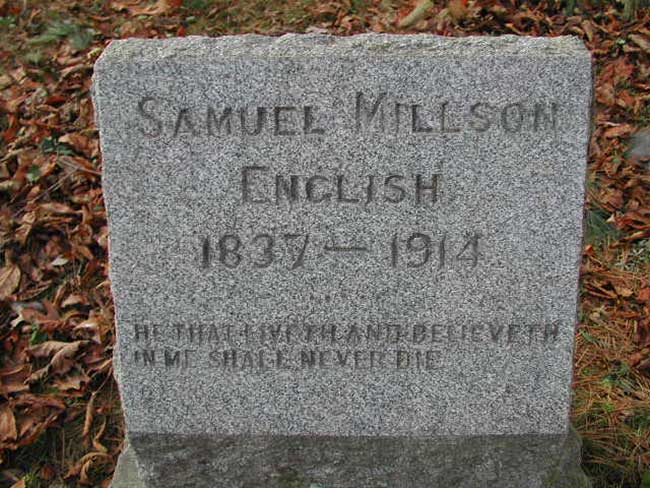 SAMUEL MILLSON
ENGLISH
1837 — 1914
HE THAT LIVETH AND BELIEVETH
IN ME SHALL NEVER DIE